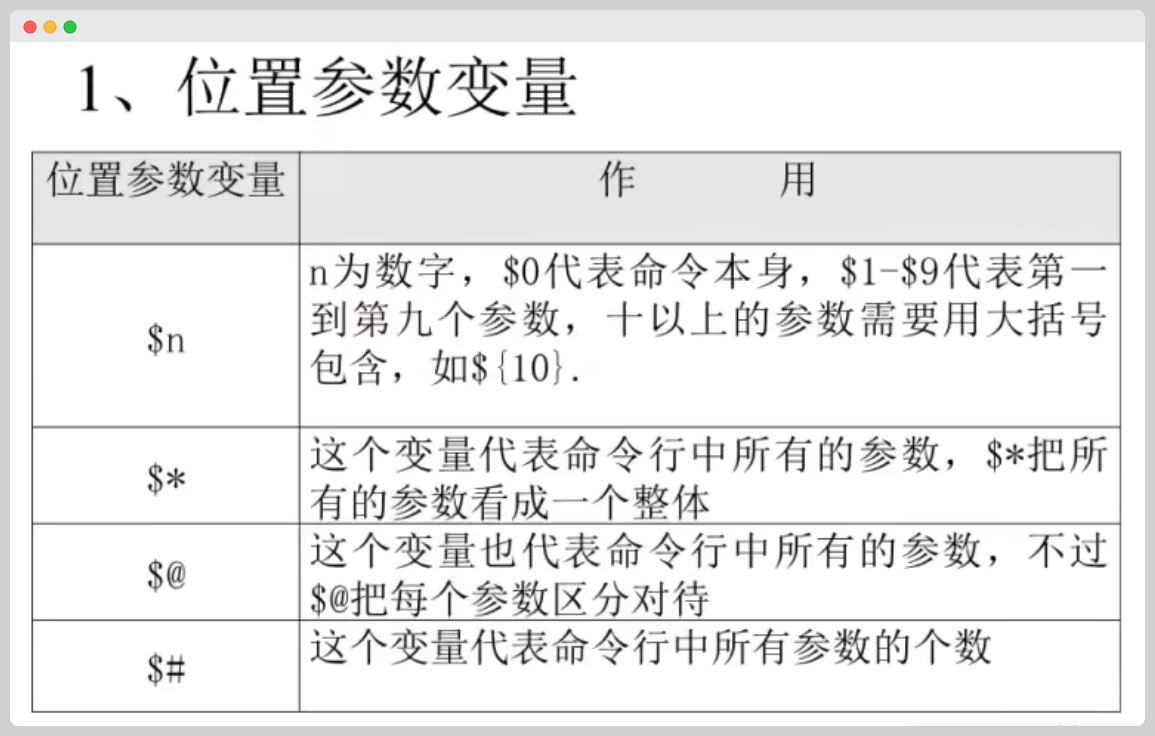 1、位置参数变量
位置参数变量
作 用
$n
n为数字，$0代表命令本身，$1-$9代表第一
到第九个参数，十以上的参数需要用大括号
包含，如${10}.
$*
这个变量代表命令行中所有的参数，$*把所
有的参数看成一个整体
$@
这个变量也代表命令行中所有的参数，不过
$@把每个参数区分对待
$#
这个变量代表命令行中所有参数的个数